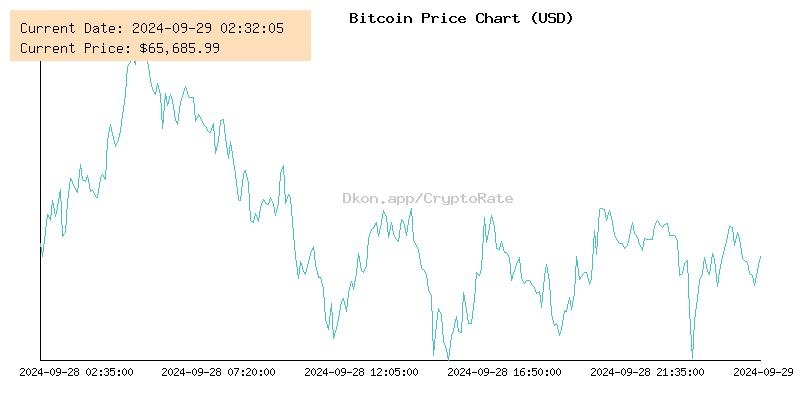 Bitcoin Price Chart (USD)
Current Date: 2024-09-29 02:32:05
Current Price: $65,685.99
Dkon.app/CryptoRate
2024-09-28 02:35:00
2024-09-28 07:20:00
2024-09-28 12:05:00
2024-09-28 16:50:00
2024-09-28 21:35:00
2024-09-29